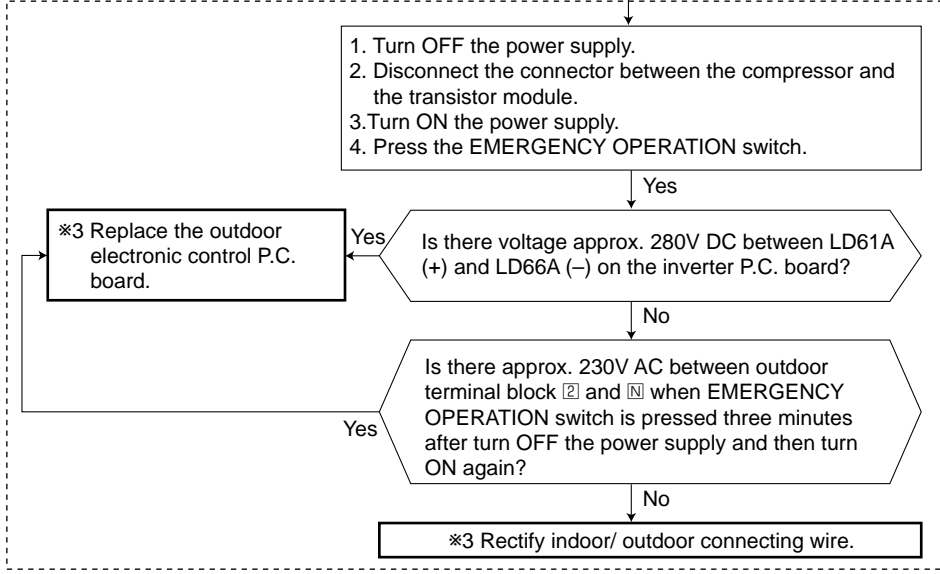 1. Turn OFF the power supply.
2. Disconnect the connector between the compressor and
the transistor module.
3.Turn ON the power supply.
4. Press the EMERGENCY OPERATION switch.
Yes
※3 Replace the outdoor
electronic control P.C.
board.
Yes
Is there voltage approx. 280V DC between LD61A
(+) and LD66A (–) on the inverter P.C. board?
No
Is there approx. 230V AC between outdoor
terminal block 2 and N when EMERGENCY
OPERATION switch is pressed three minutes
after turn OFF the power supply and then turn
ON again?
Yes
No
※3 Rectify indoor/ outdoor connecting wire.